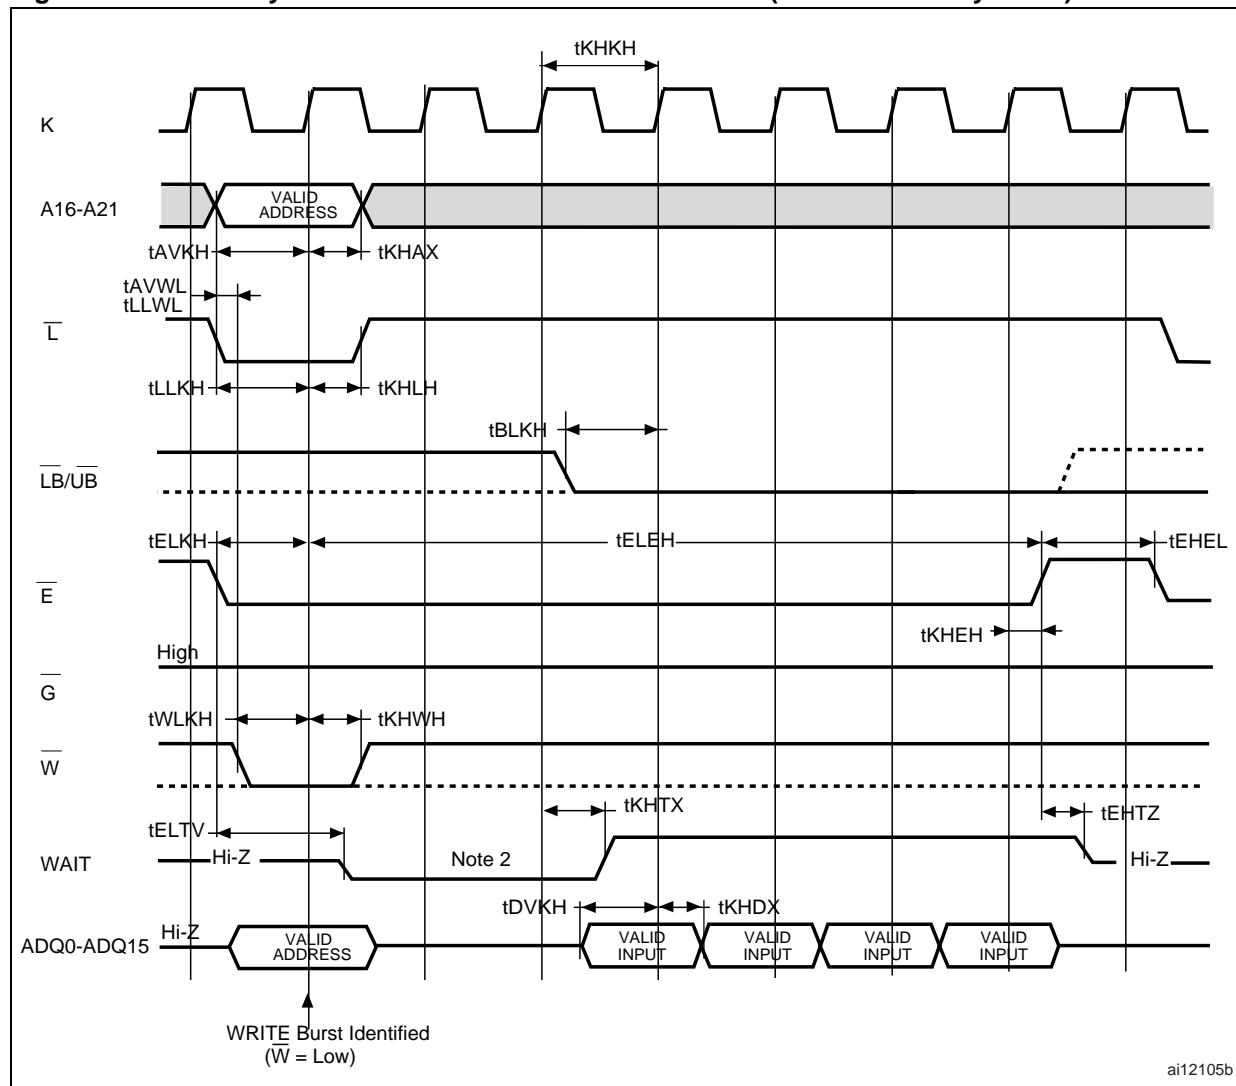 tKHKH
K
A16-A21
VALID
ADDRESS
tAVKH
tKHAX
tAVWL
tLLWL
L
tLLKH
tKHLH
tBLKH
LB/UB
tELKH
tELEH
tEHEL
E
tKHEH
High
G
tWLKH
tKHWH
W
tKHTX
tEHTZ
tELTV
WAIT
Hi-Z
Note 2
Hi-Z
tDVKH
tKHDX
ADQ0-ADQ15
Hi-Z
VALID
ADDRESS
VALID
INPUT
VALID
INPUT
VALID
INPUT
VALID
INPUT
WRITE Burst Identified
(W = Low)
ai12105b